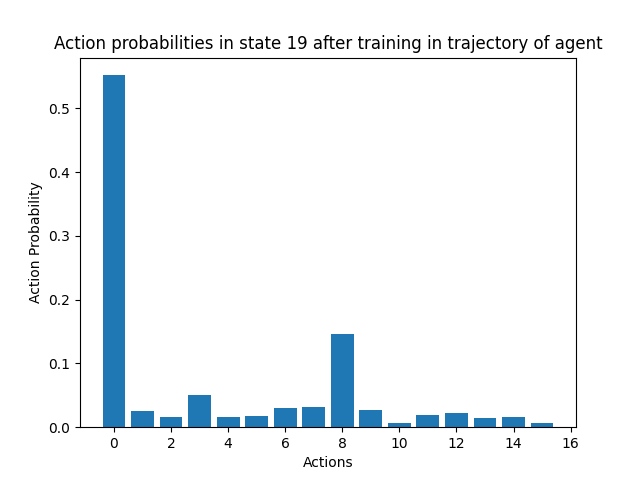 Action probabilities in state 19 after training in trajectory of agent
Action Probability
0.5
0.4
0.3
0.2
0.1
0.0
0 2 4 6 8 10 12 14 16
Actions